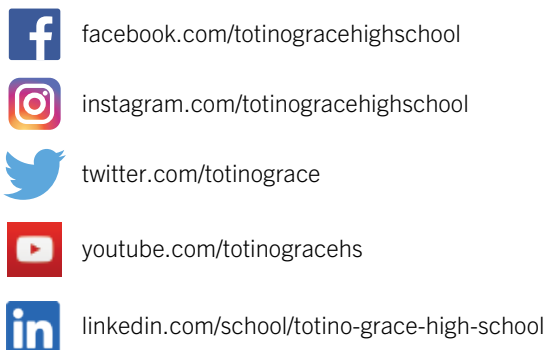 facebook.com/totinogracehighschool
instagram.com/totinogracehighschool
twitter.com/totinograce
youtube.com/totinogracehs
in linkedin.com/school/totino-grace-high-school